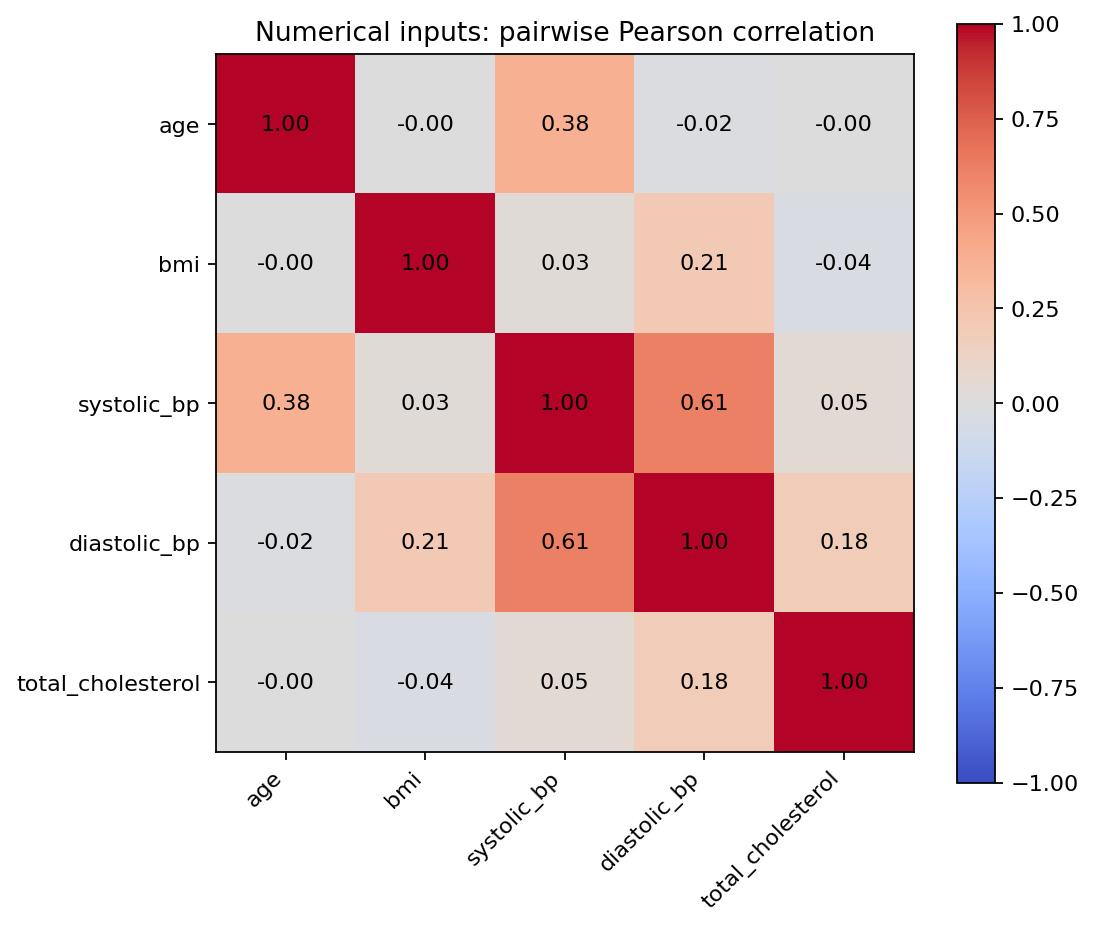 Numerical inputs: pairwise Pearson correlation
age 1.00 -0.00 0.38 -0.02 -0.00
bmi -0.00 1.00 0.03 0.21 -0.04
systolic_bp 0.38 0.03 1.00 0.61 0.05
diastolic_bp -0.02 0.21 0.61 1.00 0.18
total_cholesterol -0.00 -0.04 0.05 0.18 1.00
age bmi systolic_bp diastolic_bp total_cholesterol
1.00
0.75
0.50
0.25
0.00
−0.25
−0.50
−0.75
−1.00